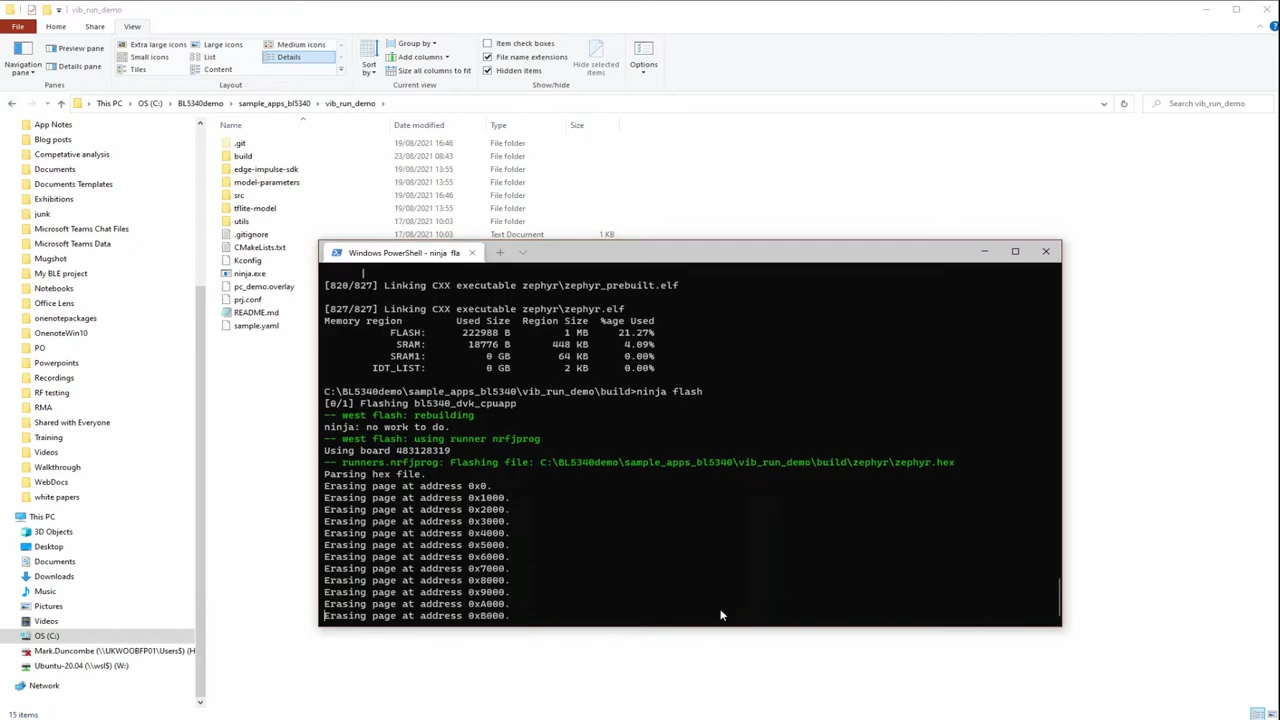 vib_run_demo
File Home Share View
Navigation pane
Preview pane
Details pane
Panes
Extra large icons Large icons Medium icons
Small icons List Details
Tiles Content
Layout
Sort by
Group by
Add columns
Size all columns to fit
Current view
Item check boxes
File name extensions
Hidden items
Hide selected items
Show/hide
Options
This PC OS (C:) BL5340demo sample_apps_bl5340 vib_run_demo
Search vib_run_demo
App Notes
Blog posts
Competative analysis
Documents
Documents Templates
Exhibitions
junk
Microsoft Teams Chat Files
Microsoft Teams Data
Mugshot
My BLE project
Notebooks
Office Lens
onenotepackages
OnenoteWin10
PO
Powerpoints
Recordings
RF testing
RMA
Shared with Everyone
Training
Videos
Walkthrough
WebDocs
white papers
This PC
3D Objects
Desktop
Documents
Downloads
Music
Pictures
Videos
OS (C:)
Mark.Duncombe (\\UKWOOBFP01\Users$) (H
Ubuntu-20.04 (\\wsl$) (W:)
Network
Name Date modified Type Size
.git 19/08/2021 16:46 File folder
build 23/08/2021 08:43 File folder
edge-impulse-sdk 19/08/2021 13:55 File folder
model-parameters 19/08/2021 13:55 File folder
src 19/08/2021 16:46 File folder
tflite-model 19/08/2021 13:55 File folder
utils 17/08/2021 10:03 File folder
.gitignore 17/08/2021 10:03 Text Document 1 KB
CMakeLists.txt
Kconfig
ninja.exe
pc_demo.overlay
prj.conf
README.md
sample.yaml
Windows PowerShell - ninja fla
[820/827] Linking CXX executable zephyr\zephyr_prebuilt.elf
[827/827] Linking CXX executable zephyr\zephyr.elf
Memory region Used Size Region Size %age Used
FLASH: 222988 B 1 MB 21.27%
SRAM: 18776 B 448 KB 4.09%
SRAM1: 0 GB 64 KB 0.00%
IDT_LIST: 0 GB 2 KB 0.00%
C:\BL5340demo\sample_apps_bl5340\vib_run_demo\build>ninja flash
[0/1] Flashing bl5340_dvk_cpuapp
-- west flash: rebuilding
ninja: no work to do.
-- west flash: using runner nrfjprog
Using board 483128319
-- runners.nrfjprog: Flashing file: C:\BL5340demo\sample_apps_bl5340\vib_run_demo\build\zephyr\zephyr.hex
Parsing hex file.
Erasing page at address 0x0.
Erasing page at address 0x1000.
Erasing page at address 0x2000.
Erasing page at address 0x3000.
Erasing page at address 0x4000.
Erasing page at address 0x5000.
Erasing page at address 0x6000.
Erasing page at address 0x7000.
Erasing page at address 0x8000.
Erasing page at address 0x9000.
Erasing page at address 0xA000.
Erasing page at address 0xB000.
15 items